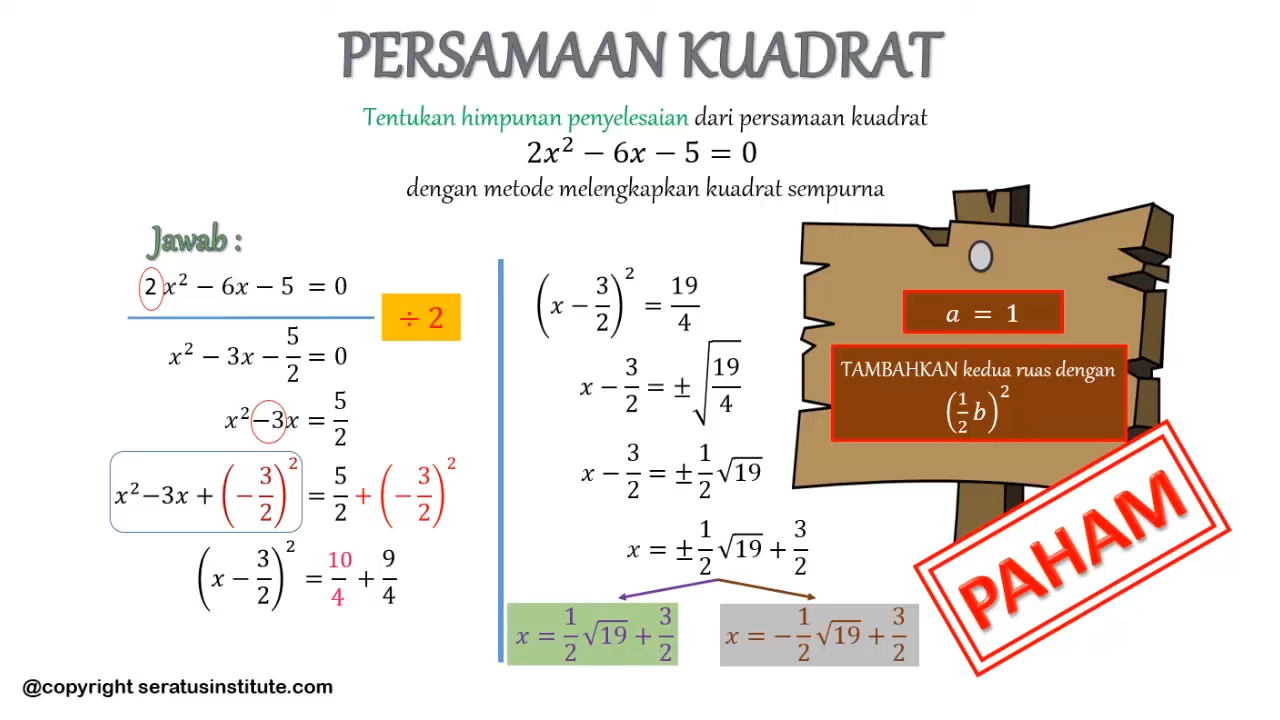 PERSAMAAN KUADRAT
Tentukan himpunan penyelesaian dari persamaan kuadrat
2x² − 6x − 5 = 0
dengan metode melengkapkan kuadrat sempurna
Jawab :
2x² − 6x − 5 = 0
÷ 2
x² − 3x − 5/2 = 0
x² −3x = 5/2
x²−3x + (− 3/2)² = 5/2 + (− 3/2)²
(x − 3/2)² = 10/4 + 9/4
(x − 3/2)² = 19/4
x − 3/2 = ± √(19/4)
x − 3/2 = ± 1/2 √19
x = ± 1/2 √19 + 3/2
x = 1/2 √19 + 3/2
x = − 1/2 √19 + 3/2
a = 1
TAMBAHKAN kedua ruas dengan
(1/2 b)²
PAHAM
@copyright seratusinstitute.com